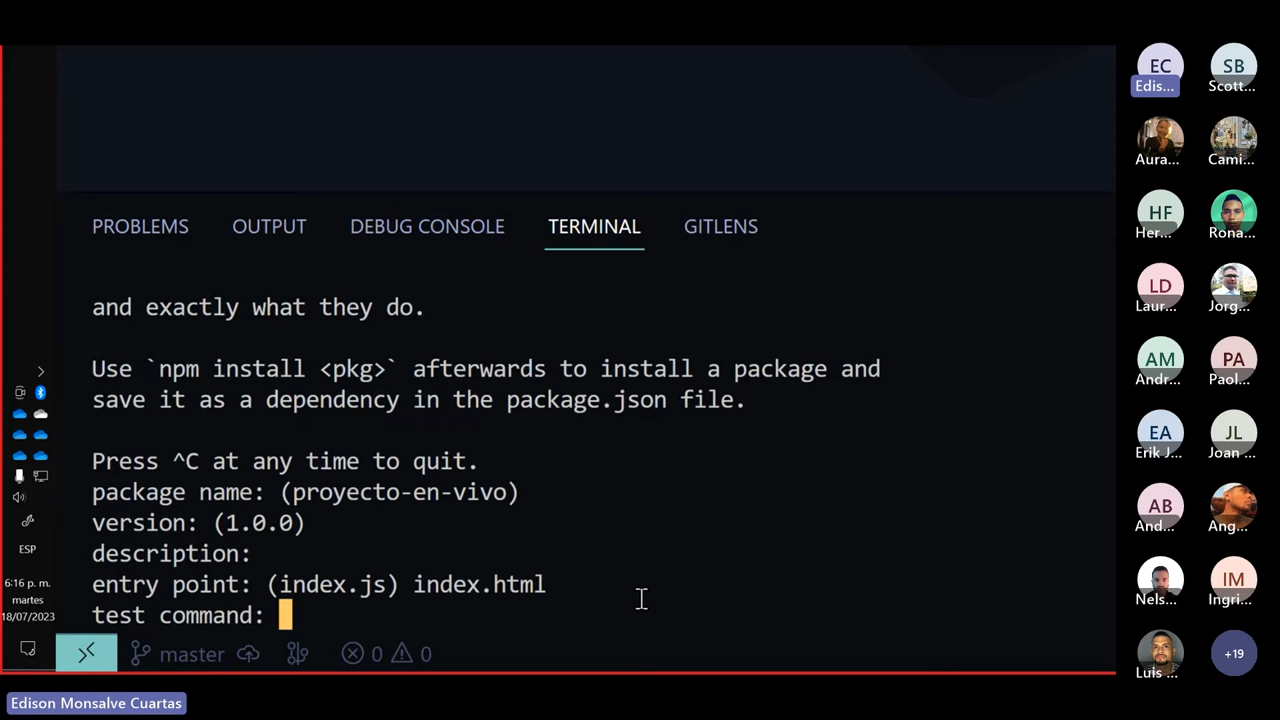 PROBLEMS OUTPUT DEBUG CONSOLE TERMINAL GITLENS
and exactly what they do.
Use `npm install <pkg>` afterwards to install a package and
save it as a dependency in the package.json file.
Press ^C at any time to quit.
package name: (proyecto-en-vivo)
version: (1.0.0)
description:
entry point: (index.js) index.html
test command:
master 0 0
ESP
6:16 p. m.
martes
18/07/2023
Edison Monsalve Cuartas
EC SB
Edis... Scott...
Aura... Cami...
HF
Her... Rona...
LD
Laur... Jorg...
AM PA
Andr... Paol...
EA JL
Erik J... Joan ...
AB
And... Ang...
IM
Nels... Ingri...
+19
Luis ...